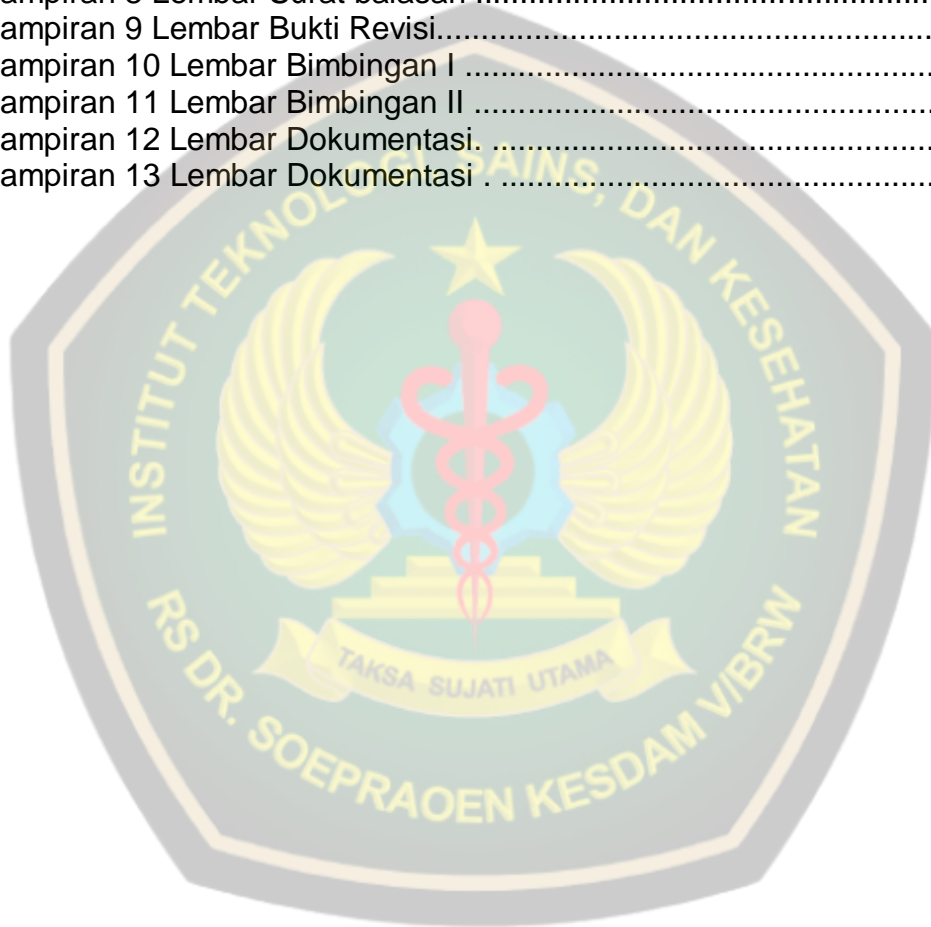 ampiran 9 Lembar Bukti Revisi................................................................
ampiran 10 Lembar Bimbingan I ................................................................
ampiran 11 Lembar Bimbingan II ................................................................
ampiran 12 Lembar Dokumentasi. ................................................................
ampiran 13 Lembar Dokumentasi . ................................................................
INSTITUT TEKNOLOGI, SAINS, DAN KESEHATAN
TAKSA SUJATI UTAMA
RS DR. SOEPRAOEN KESDAM V/BRW